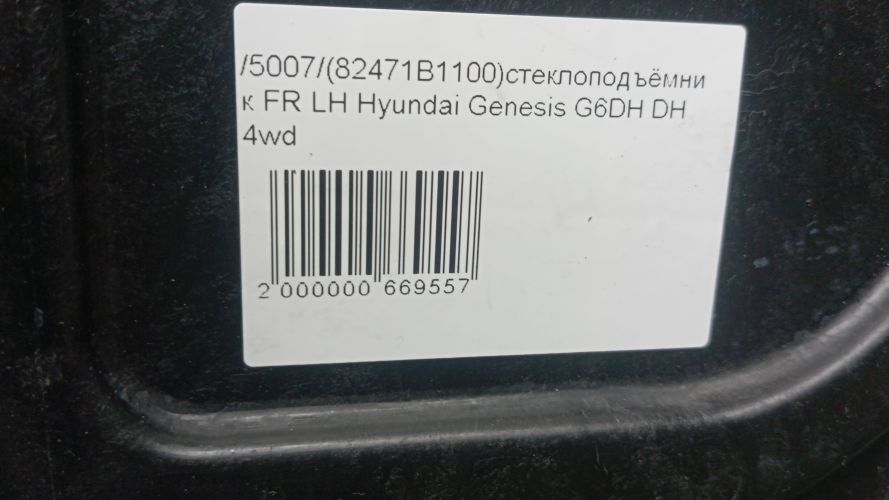 /5007/(82471B1100)стеклоподъёмни
к FR LH Hyundai Genesis G6DH DH
4wd
2 000000 669557